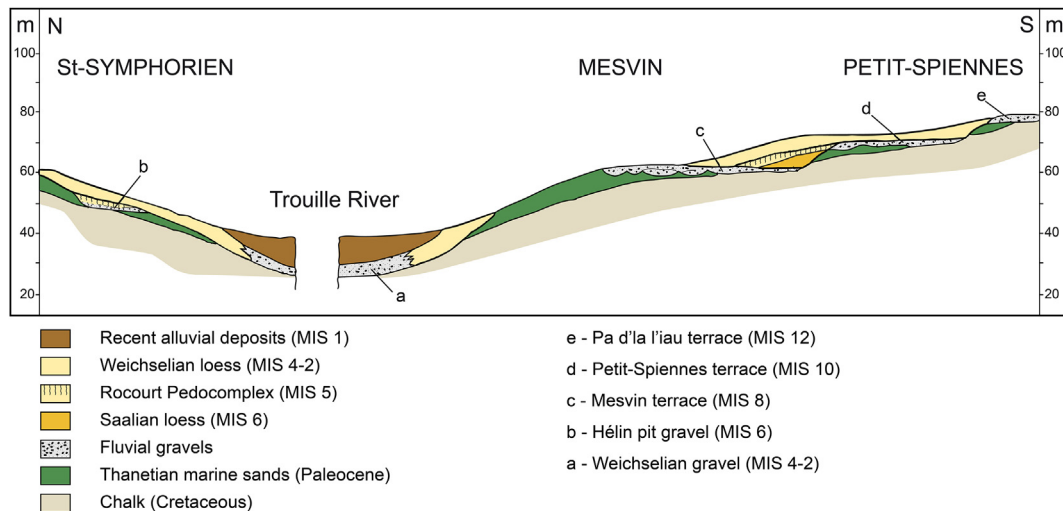 m N S m
100 100
St-SYMPHORIEN MESVIN PETIT-SPIENNES
80 e 80
d
c
60 b 60
Trouille River
40 40
20 a 20
Recent alluvial deposits (MIS 1)
Weichselian loess (MIS 4-2)
Rocourt Pedocomplex (MIS 5)
Saalian loess (MIS 6)
Fluvial gravels
Thanetian marine sands (Paleocene)
Chalk (Cretaceous)
e - Pa d'la l'iau terrace (MIS 12)
d - Petit-Spiennes terrace (MIS 10)
c - Mesvin terrace (MIS 8)
b - Hélin pit gravel (MIS 6)
a - Weichselian gravel (MIS 4-2)